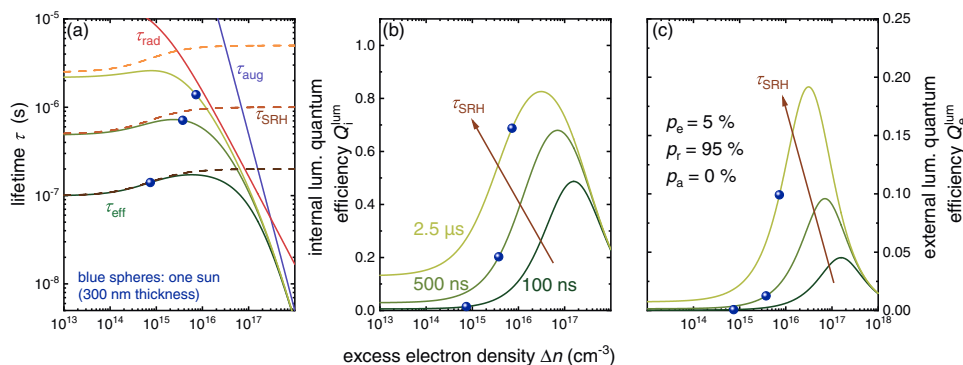 (a)
τrad
τaug
τSRH
τeff
blue spheres: one sun
(300 nm thickness)
lifetime τ (s)
10⁻⁵
10⁻⁶
10⁻⁷
10⁻⁸
10¹³ 10¹⁴ 10¹⁵ 10¹⁶ 10¹⁷
(b)
τSRH
2.5 µs
500 ns
100 ns
internal lum. quantum
efficiency Qᵢˡᵘᵐ
1.0
0.8
0.6
0.4
0.2
0.0
10¹³ 10¹⁴ 10¹⁵ 10¹⁶ 10¹⁷
(c)
τSRH
pe = 5 %
pr = 95 %
pa = 0 %
0.25
0.20
0.15
0.10
0.05
0.00
external lum. quantum
efficiency Qₑˡᵘᵐ
10¹⁴ 10¹⁵ 10¹⁶ 10¹⁷ 10¹⁸
excess electron density Δn (cm⁻³)